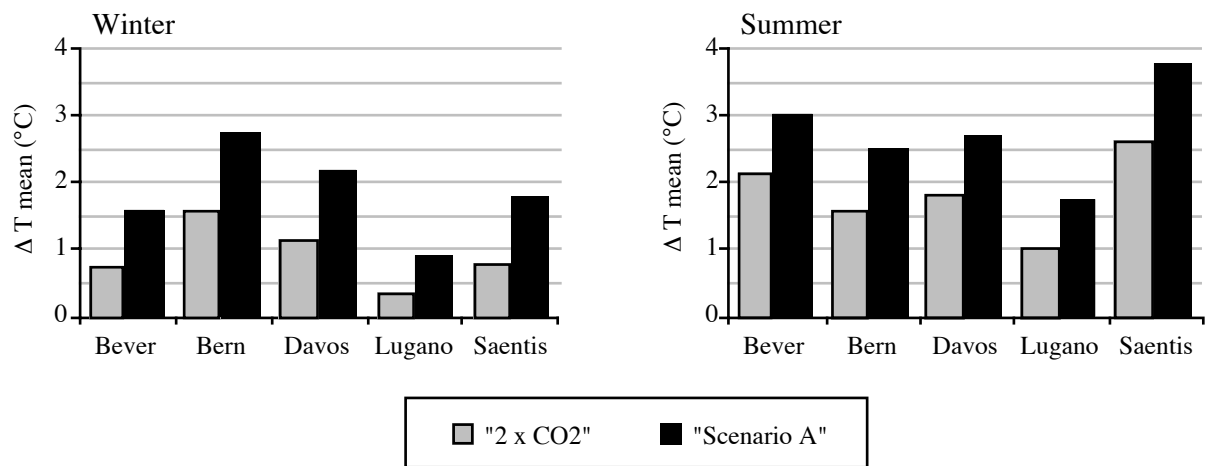 Winter
4
3
2
1
0
Δ T mean (°C)
Bever Bern Davos Lugano Saentis
Summer
4
3
2
1
0
Δ T mean (°C)
Bever Bern Davos Lugano Saentis
"2 x CO2" "Scenario A"